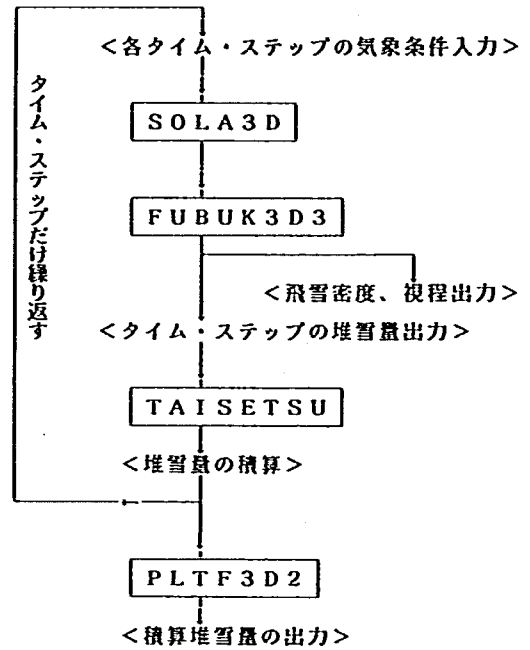 <各タイム・ステップの気象条件入力>
タイム・ステップだけ繰り返す
SOLA3D
FUBUK3D3
<飛雪密度、視程出力>
<タイム・ステップの堆雪量出力>
TAISETSU
<堆雪量の積算>
PLTF3D2
<積算堆雪量の出力>